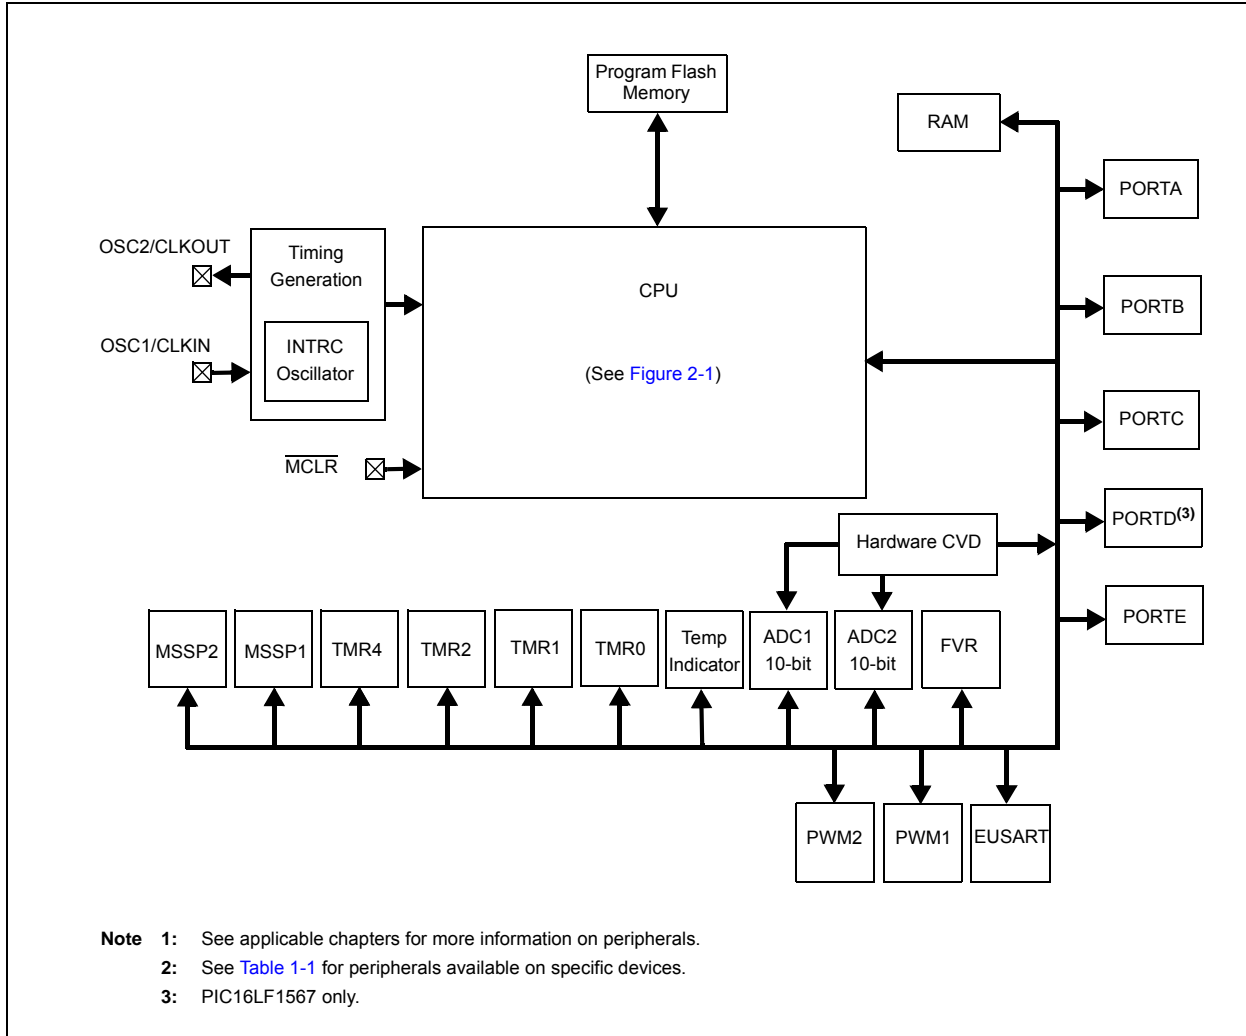 Program Flash
Memory
RAM
PORTA
OSC2/CLKOUT
Timing
Generation
CPU
PORTB
OSC1/CLKIN
INTRC
Oscillator
(See Figure 2-1)
PORTC
MCLR
PORTD(3)
Hardware CVD
PORTE
MSSP2
MSSP1
TMR4
TMR2
TMR1
TMR0
Temp
Indicator
ADC1
10-bit
ADC2
10-bit
FVR
PWM2
PWM1
EUSART
Note 1: See applicable chapters for more information on peripherals.
2: See Table 1-1 for peripherals available on specific devices.
3: PIC16LF1567 only.